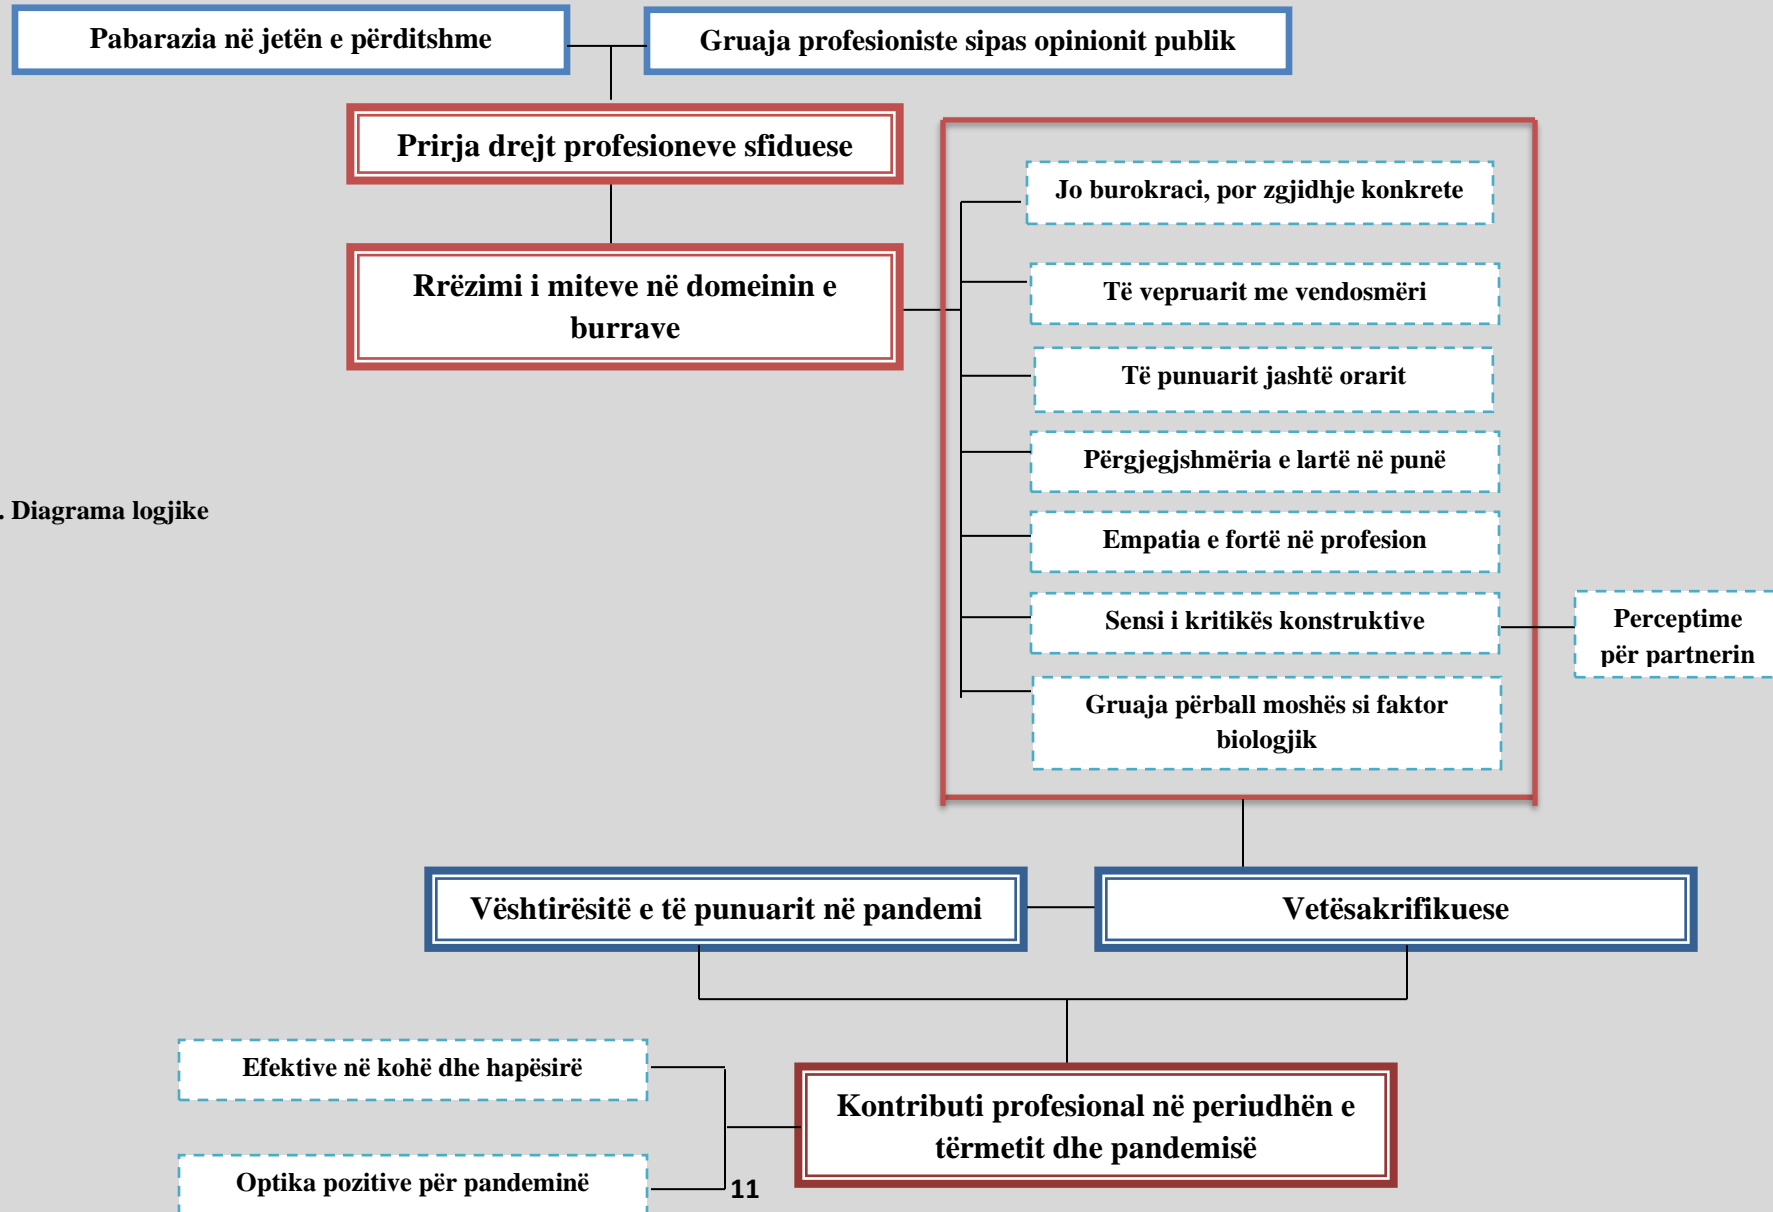 Pabarazia në jetën e përditshme
Gruaja profesioniste sipas opinionit publik
Prirja drejt profesioneve sfiduese
Rrëzimi i miteve në domeinin e
burrave
Jo burokraci, por zgjidhje konkrete
Të vepruarit me vendosmëri
Të punuarit jashtë orarit
Përgjegjshmëria e lartë në punë
Empatia e fortë në profesion
Sensi i kritikës konstruktive
Perceptime
për partnerin
Gruaja përball moshës si faktor
biologjik
. Diagrama logjike
Vështirësitë e të punuarit në pandemi
Vetësakrifikuese
Efektive në kohë dhe hapësirë
Kontributi profesional në periudhën e
tërmetit dhe pandemisë
Optika pozitive për pandeminë
11